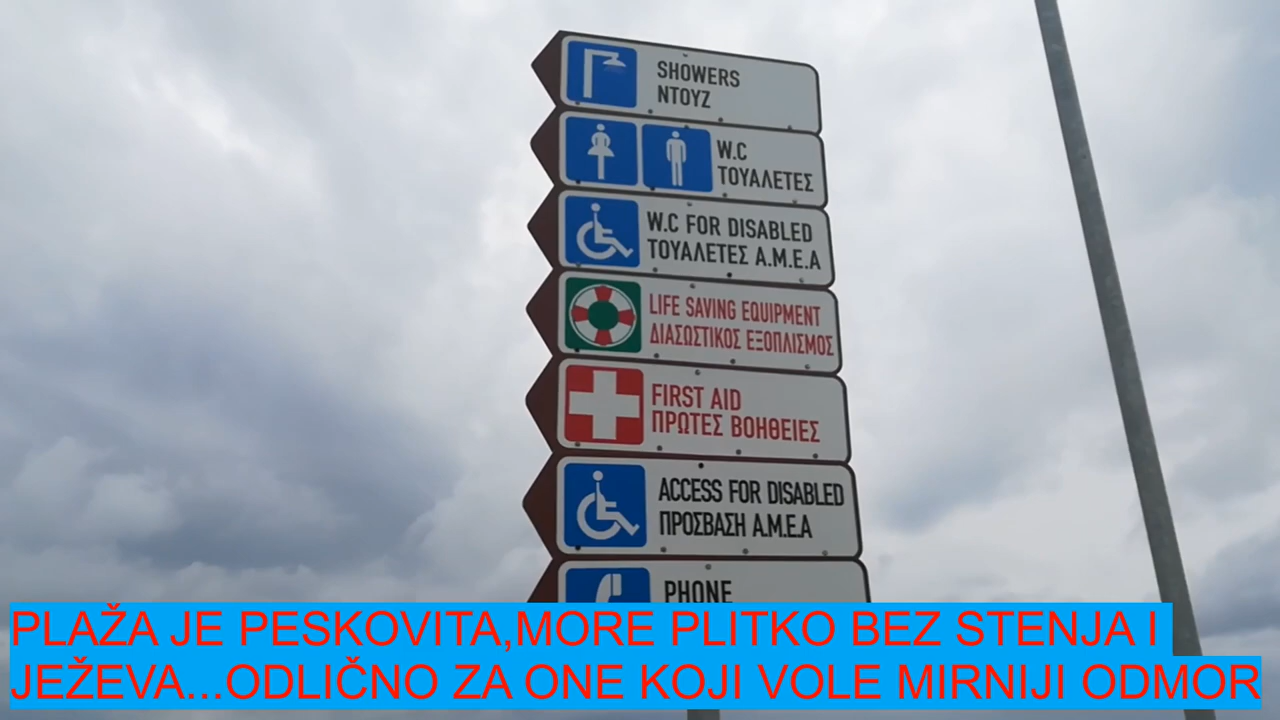 SHOWERS
ΝΤΟΥΖ
W.C
ΤΟΥΑΛΕΤΕΣ
W.C FOR DISABLED
ΤΟΥΑΛΕΤΕΣ Α.Μ.Ε.Α
LIFE SAVING EQUIPMENT
ΔΙΑΣΩΣΤΙΚΟΣ ΕΞΟΠΛΙΣΜΟΣ
FIRST AID
ΠΡΩΤΕΣ ΒΟΗΘΕΙΕΣ
ACCESS FOR DISABLED
ΠΡΟΣΒΑΣΗ Α.Μ.Ε.Α
PHONE
PLAŽA JE PESKOVITA,MORE PLITKO BEZ STENJA I
JEŽEVA...ODLIČNO ZA ONE KOJI VOLE MIRNIJI ODMOR